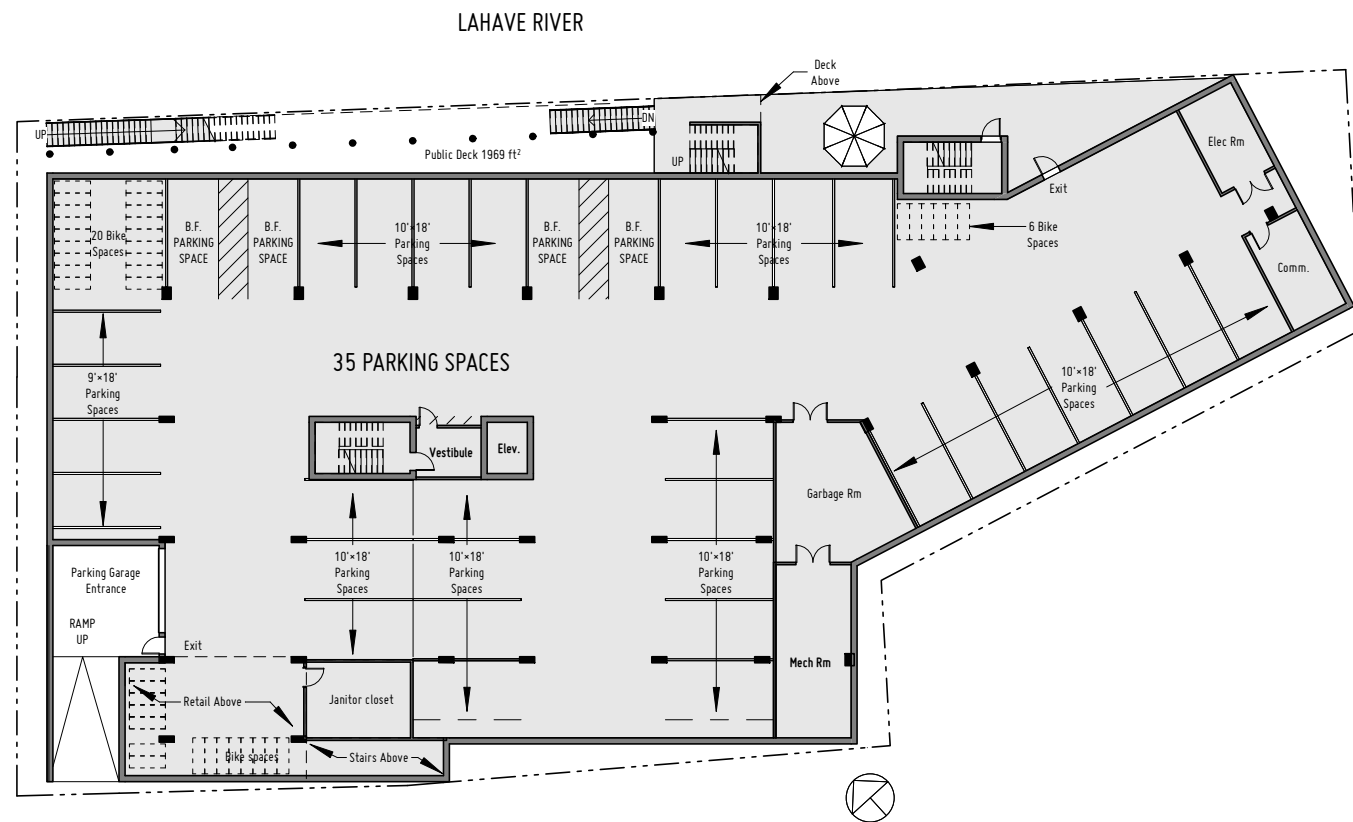 LAHAVE RIVER
Deck
Above
UP
DN
Public Deck 1969 ft²
UP
Elec Rm
Exit
20 Bike
Spaces
B.F.
PARKING
SPACE
B.F.
PARKING
SPACE
10'×18'
Parking
Spaces
B.F.
PARKING
SPACE
B.F.
PARKING
SPACE
10'×18'
Parking
Spaces
6 Bike
Spaces
Comm.
35 PARKING SPACES
9'×18'
Parking
Spaces
10'×18'
Parking
Spaces
Vestibule
Elev.
Garbage Rm
10'×18'
Parking
Spaces
10'×18'
Parking
Spaces
10'×18'
Parking
Spaces
Parking Garage
Entrance
RAMP
UP
Exit
Mech Rm
Retail Above
Janitor closet
Bike spaces
Stairs Above